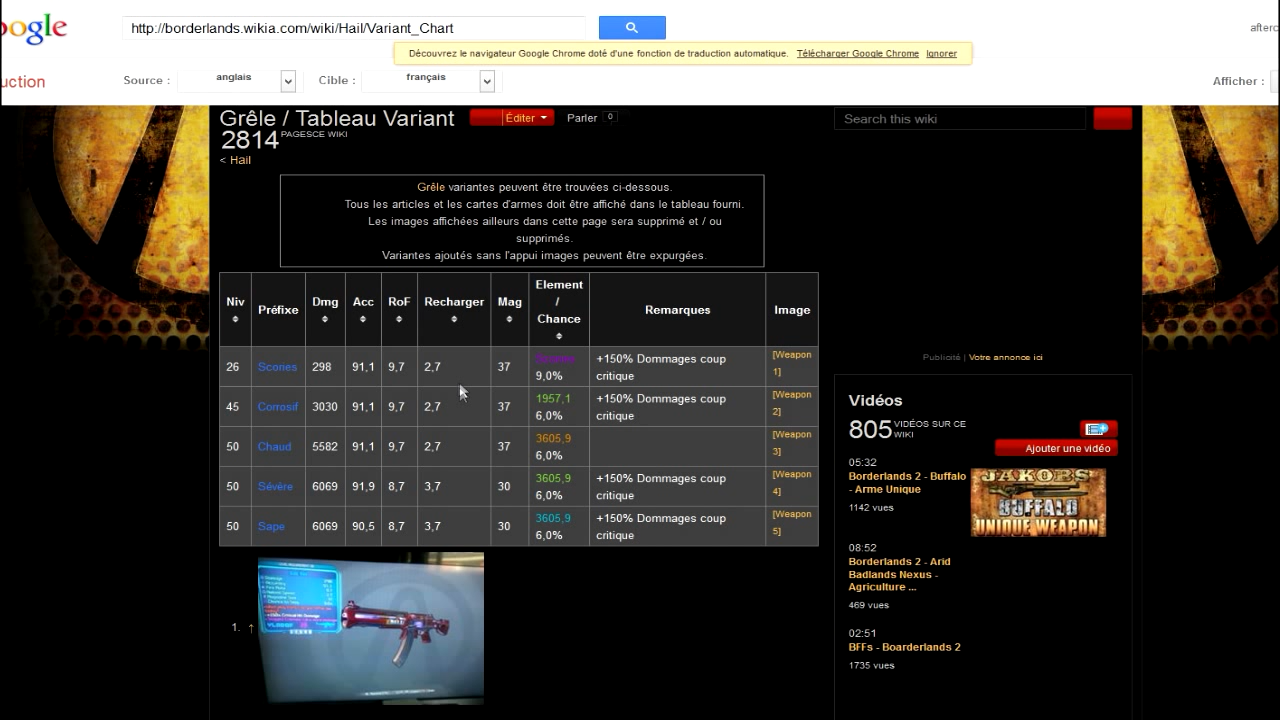 oogle
http://borderlands.wikia.com/wiki/Hail/Variant_Chart
afterc
Découvrez le navigateur Google Chrome doté d'une fonction de traduction automatique. Télécharger Google Chrome Ignorer
uction
Source : anglais
Cible : français
Afficher :
Grêle / Tableau Variant
Éditer
Parler 0
Search this wiki
2814 PAGESCE WIKI
< Hail
Grêle variantes peuvent être trouvées ci-dessous.
Tous les articles et les cartes d'armes doit être affiché dans le tableau fourni.
Les images affichées ailleurs dans cette page sera supprimé et / ou
supprimés.
Variantes ajoutés sans l'appui images peuvent être expurgées.
Niv Préfixe Dmg Acc RoF Recharger Mag Element / Chance Remarques Image
26 Scories 298 91,1 9,7 2,7 37 9,0% +150% Dommages coup critique [Weapon 1]
45 Corrosif 3030 91,1 9,7 2,7 37 1957,1 6,0% +150% Dommages coup critique [Weapon 2]
50 Chaud 5582 91,1 9,7 2,7 37 3605,9 6,0% [Weapon 3]
50 Sévère 6069 91,9 8,7 3,7 30 3605,9 6,0% +150% Dommages coup critique [Weapon 4]
50 Sape 6069 90,5 8,7 3,7 30 3605,9 6,0% +150% Dommages coup critique [Weapon 5]
1. ↑
Publicité | Votre annonce ici
Vidéos
805 VIDÉOS SUR CE WIKI
Ajouter une vidéo
05:32
Borderlands 2 - Buffalo
- Arme Unique
1142 vues
JAKOBS
BUFFALO
UNIQUE WEAPON
08:52
Borderlands 2 - Arid
Badlands Nexus -
Agriculture ...
469 vues
02:51
BFFs - Boarderlands 2
1735 vues